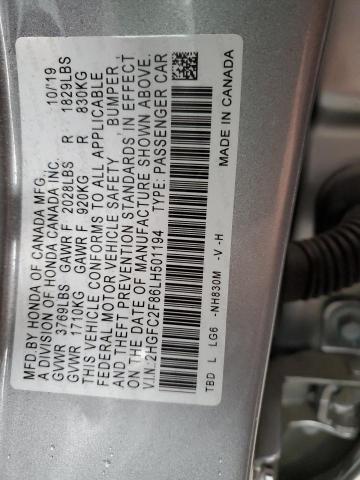 MFD.BY HONDA OF CANADA MFG., 10/'19
A DIVISION OF HONDA CANADA INC.
GVWR 3769LBS GAWR F 2028LBS R 1829LBS
GVWR 1710KG GAWR F 920KG R 830KG
THIS VEHICLE CONFORMS TO ALL APPLICABLE
FEDERAL MOTOR VEHICLE SAFETY, BUMPER,
AND THEFT PREVENTION STANDARDS IN EFFECT
ON THE DATE OF MANUFACTURE SHOWN ABOVE.
V.I.N.:2HGFC2F86LH501194 TYPE: PASSENGER CAR
TBD L LG6 -NH830M -V -H MADE IN CANADA